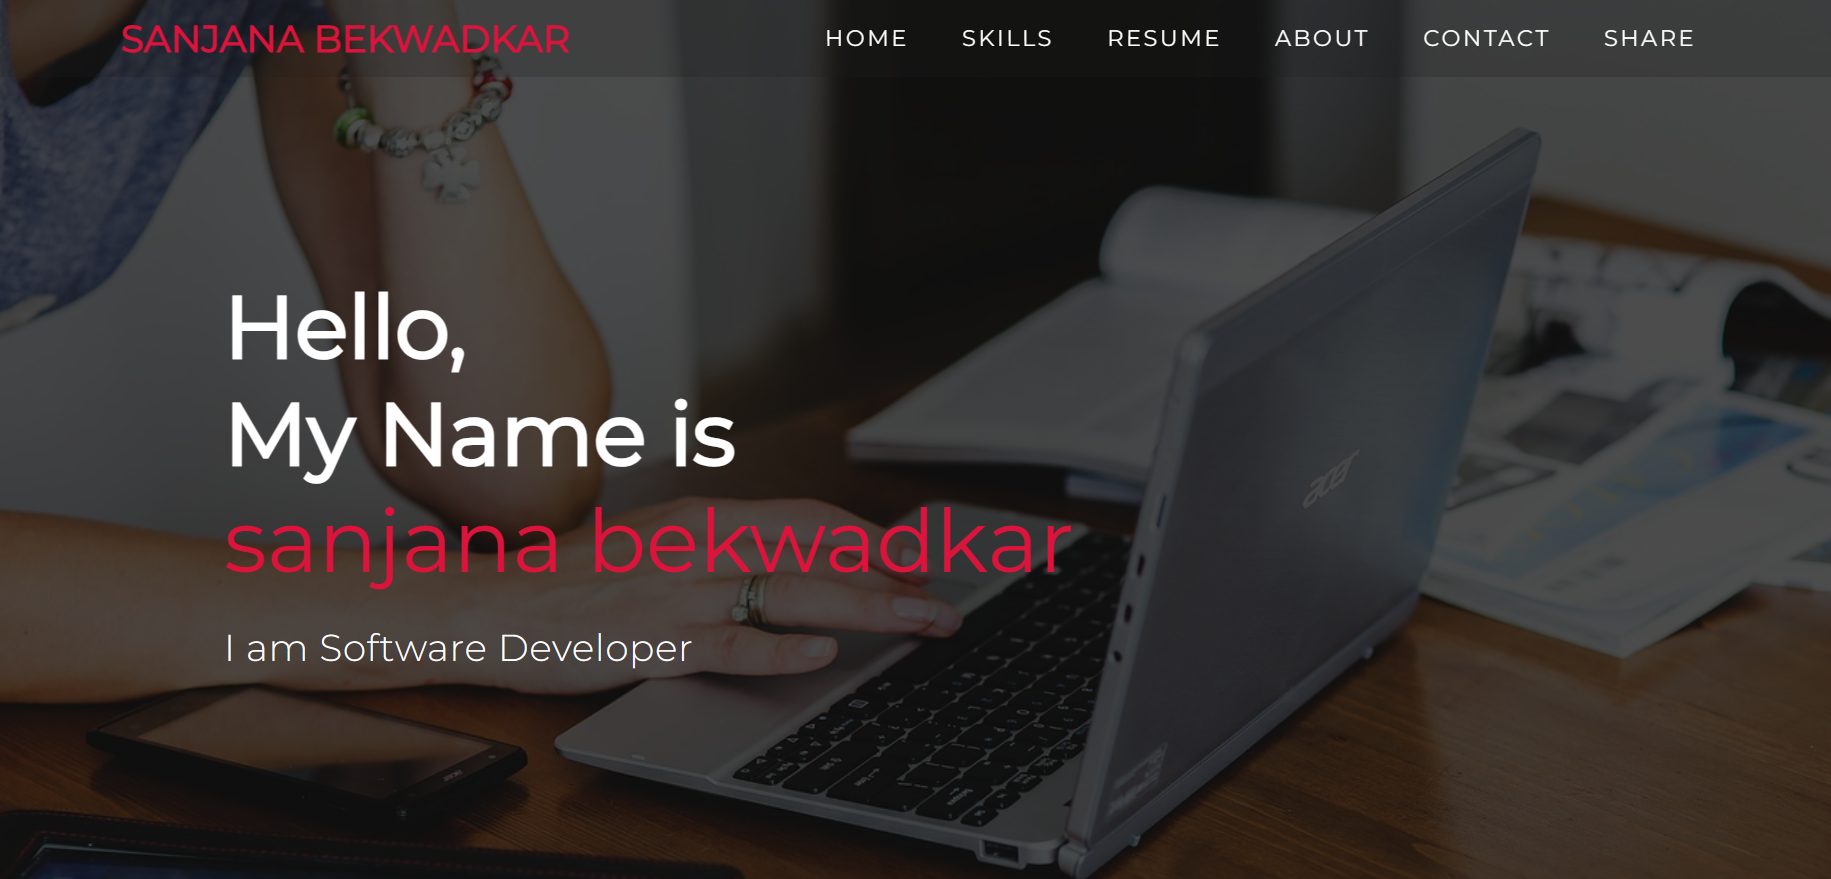 SANJANA BEKWADKAR
HOME SKILLS RESUME ABOUT CONTACT SHARE
Hello,
My Name is
sanjana bekwadkar
I am Software Developer
acer